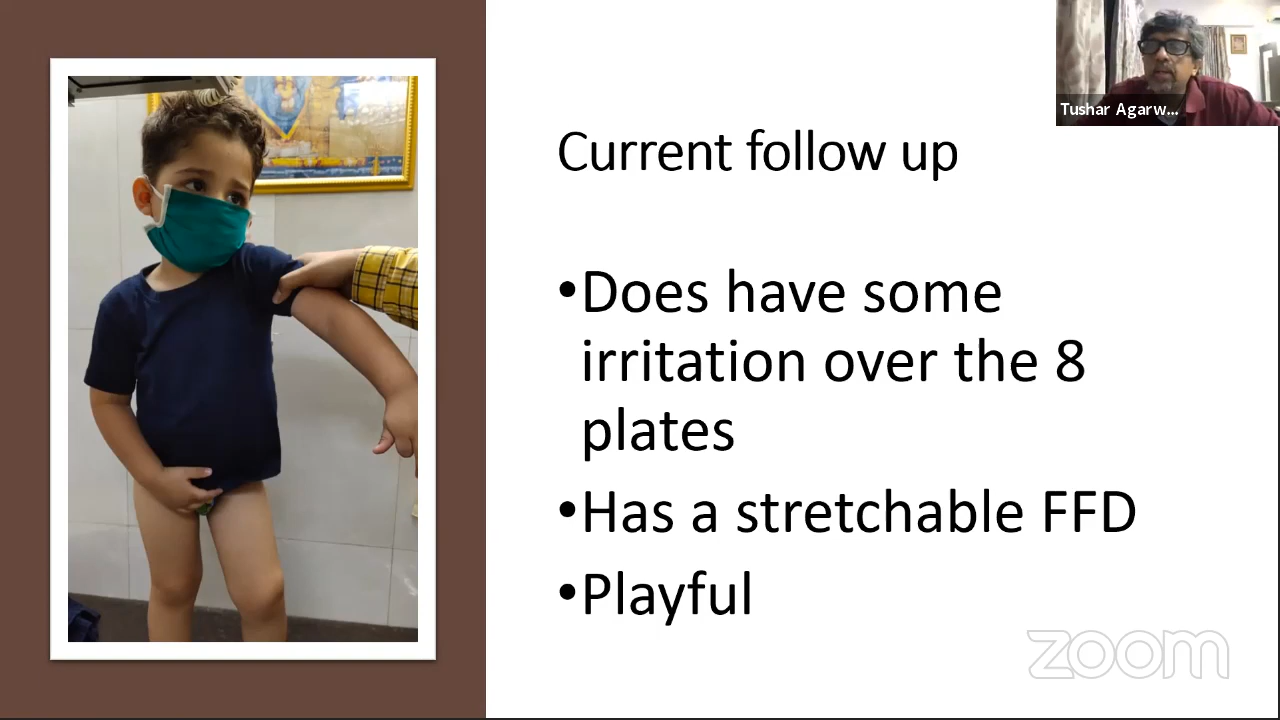 Tushar Agarw...
Current follow up
•Does have some
irritation over the 8
plates
•Has a stretchable FFD
•Playful
zoom